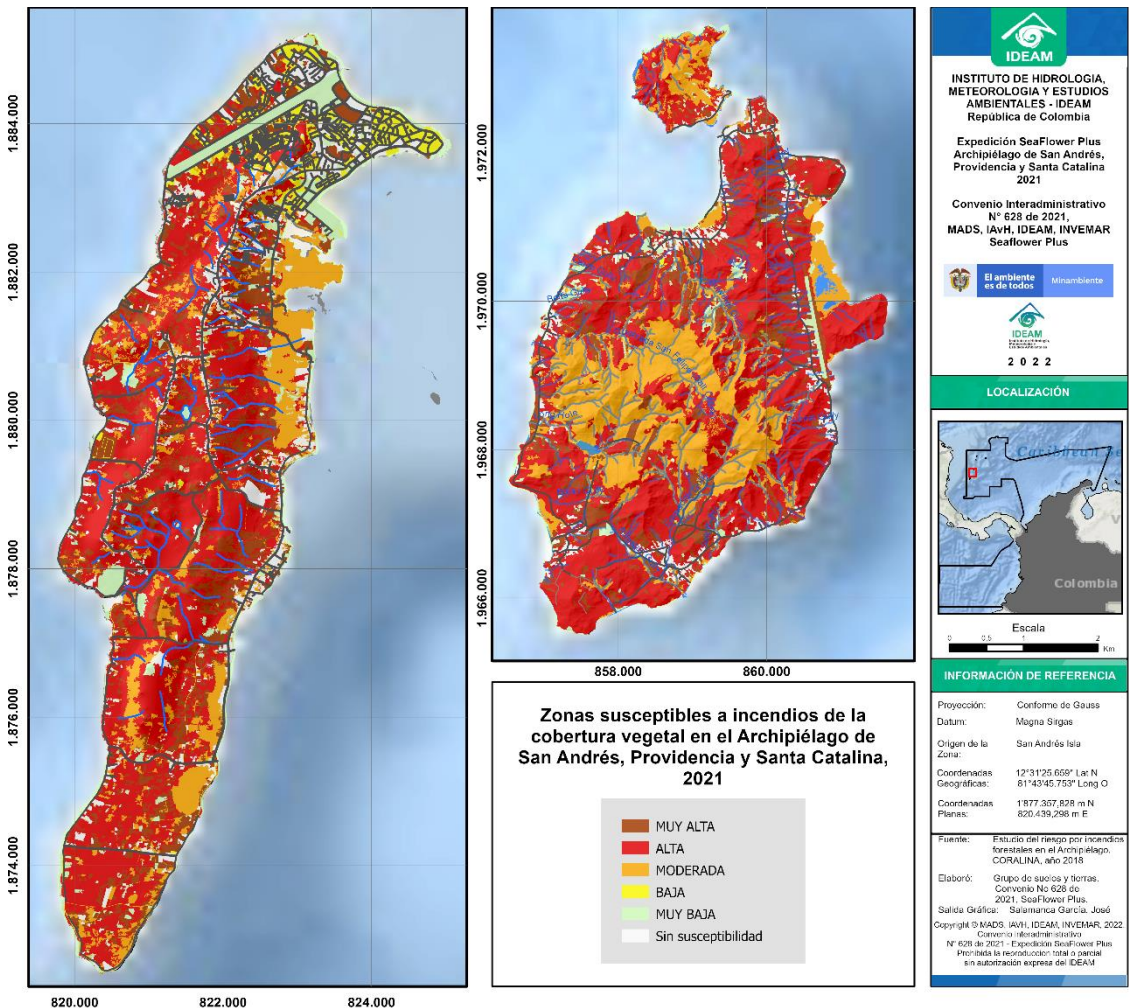 1.884.000
1.882.000
1.880.000
1.878.000
1.876.000
1.874.000
820.000
822.000
824.000
1.972.000
1.970.000
1.968.000
1.966.000
858.000
860.000
Zonas susceptibles a incendios de la
cobertura vegetal en el Archipiélago de
San Andrés, Providencia y Santa Catalina,
2021
MUY ALTA
ALTA
MODERADA
BAJA
MUY BAJA
Sin susceptibilidad
IDEAM
INSTITUTO DE HIDROLOGIA,
METEOROLOGIA Y ESTUDIOS
AMBIENTALES - IDEAM
República de Colombia
Expedición SeaFlower Plus
Archipiélago de San Andrés,
Providencia y Santa Catalina
2021
Convenio Interadministrativo
N° 628 de 2021,
MADS, IAvH, IDEAM, INVEMAR
Seaflower Plus
El ambiente
es de todos
Minambiente
IDEAM
2 0 2 2
LOCALIZACIÓN
Caribbean
Colombia
Escala
0 0,5 1 2
Km
INFORMACIÓN DE REFERENCIA
Proyección: Conforme de Gauss
Datum: Magna Sirgas
Origen de la San Andrés Isla
Zona:
Coordenadas 12°31'25.659" Lat N
Geográficas: 81°43'45.753" Long O
Coordenadas 1'877.357,828 m N
Planas: 820.439,298 m E
Fuente: Estudio del riesgo por incendios
forestales en el Archipiélago.
CORALINA, año 2018
Elaboró: Grupo de suelos y tierras.
Convenio No 628 de
2021, SeaFlower Plus.
Salida Gráfica: Salamanca García, José
Copyright © MADS, IAVH, IDEAM, INVEMAR, 2022.
Convenio interadministrativo
N° 628 de 2021 - Expedición SeaFlower Plus
Prohibida la reproduccion total o parcial
sin autorización expresa del IDEAM